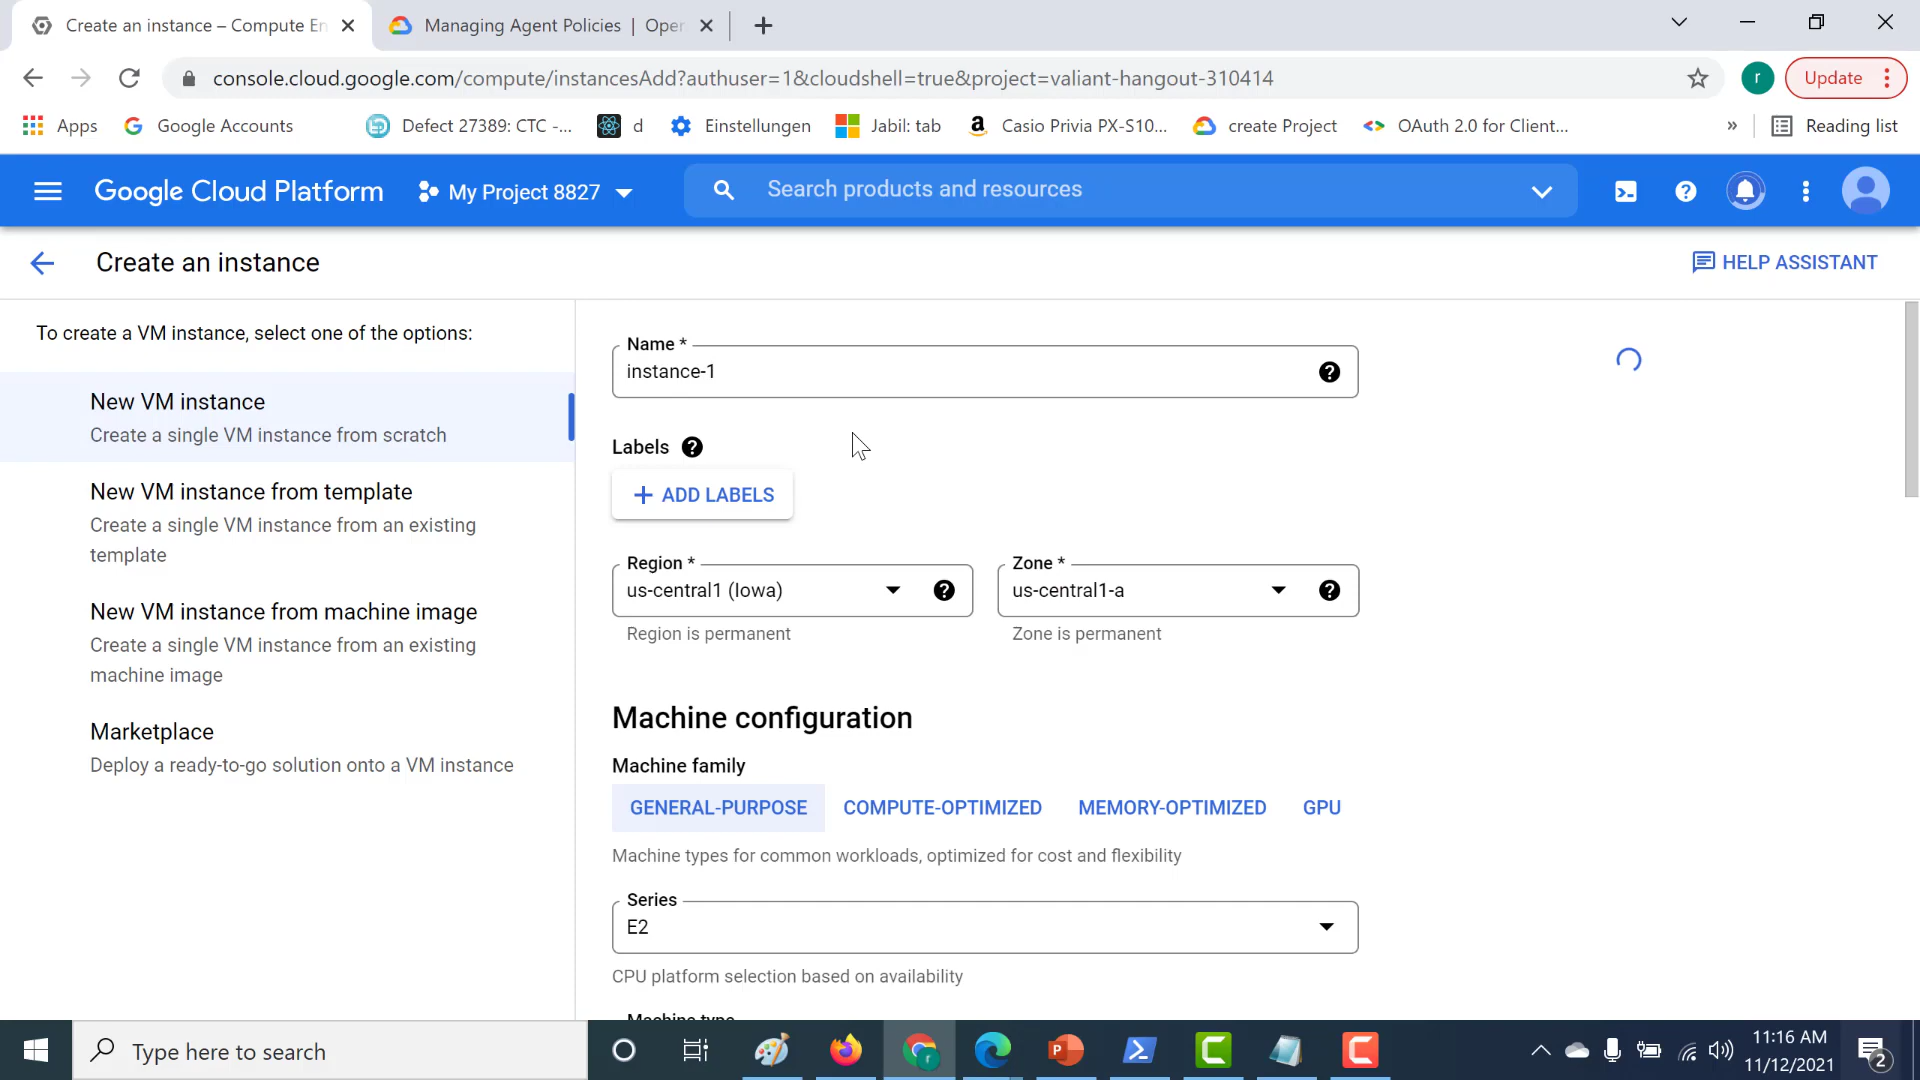 Create an instance – Compute En
Managing Agent Policies | Oper
console.cloud.google.com/compute/instancesAdd?authuser=1&cloudshell=true&project=valiant-hangout-310414
r
Update
Apps
Google Accounts
Defect 27389: CTC -...
d
Einstellungen
Jabil: tab
Casio Privia PX-S10...
create Project
OAuth 2.0 for Client...
»
Reading list
Google Cloud Platform
My Project 8827
Search products and resources
Create an instance
HELP ASSISTANT
To create a VM instance, select one of the options:
New VM instance
Create a single VM instance from scratch
New VM instance from template
Create a single VM instance from an existing
template
New VM instance from machine image
Create a single VM instance from an existing
machine image
Marketplace
Deploy a ready-to-go solution onto a VM instance
Name *
instance-1
Labels
+ ADD LABELS
Region *
us-central1 (Iowa)
Region is permanent
Zone *
us-central1-a
Zone is permanent
Machine configuration
Machine family
GENERAL-PURPOSE
COMPUTE-OPTIMIZED
MEMORY-OPTIMIZED
GPU
Machine types for common workloads, optimized for cost and flexibility
Series
E2
CPU platform selection based on availability
Machine type
Type here to search
11:16 AM
11/12/2021
2